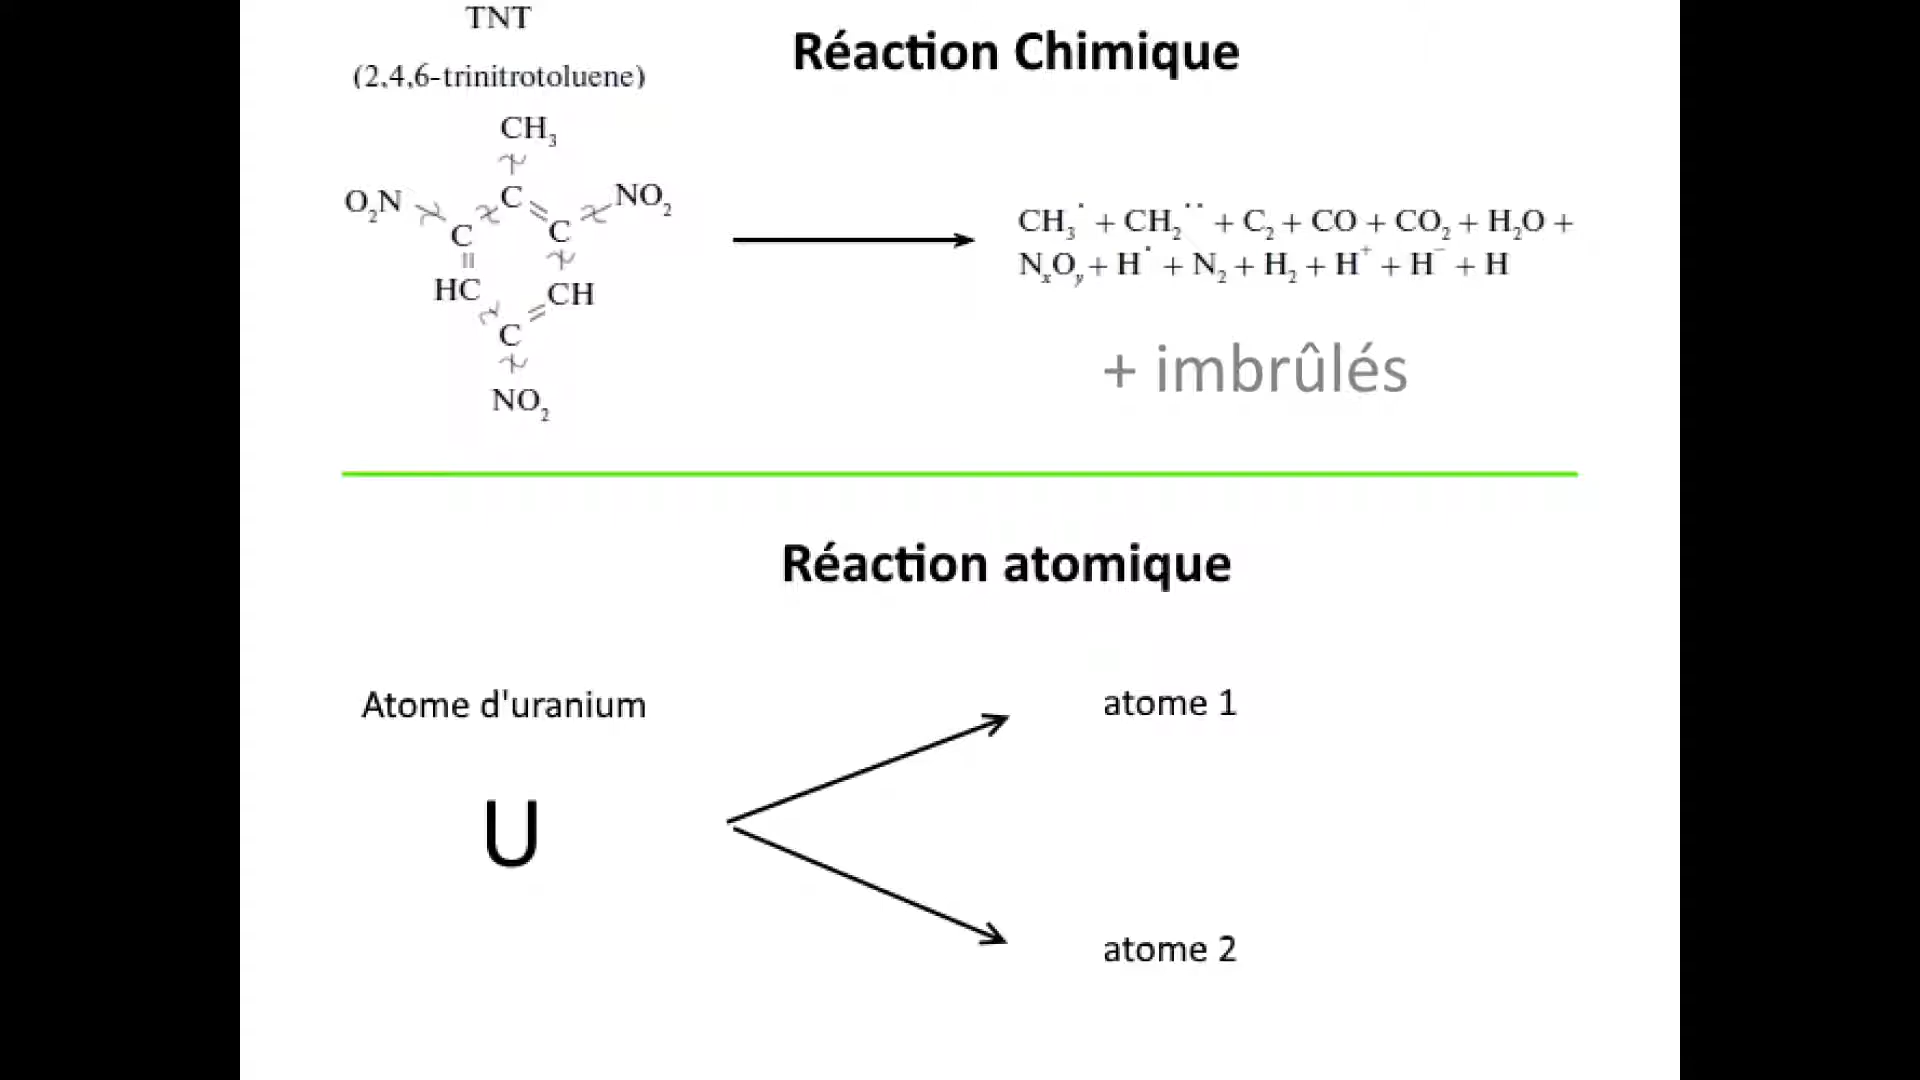 TNT
Réaction Chimique
(2,4,6-trinitrotoluene)
CH₃
O₂N C NO₂
C C
HC CH
C
NO₂
CH₃˙ + CH₂˙˙ + C₂ + CO + CO₂ + H₂O +
NₓOᵧ + H˙ + N₂ + H₂ + H⁺ + H⁻ + H
+ imbrûlés
Réaction atomique
Atome d'uranium
atome 1
U
atome 2